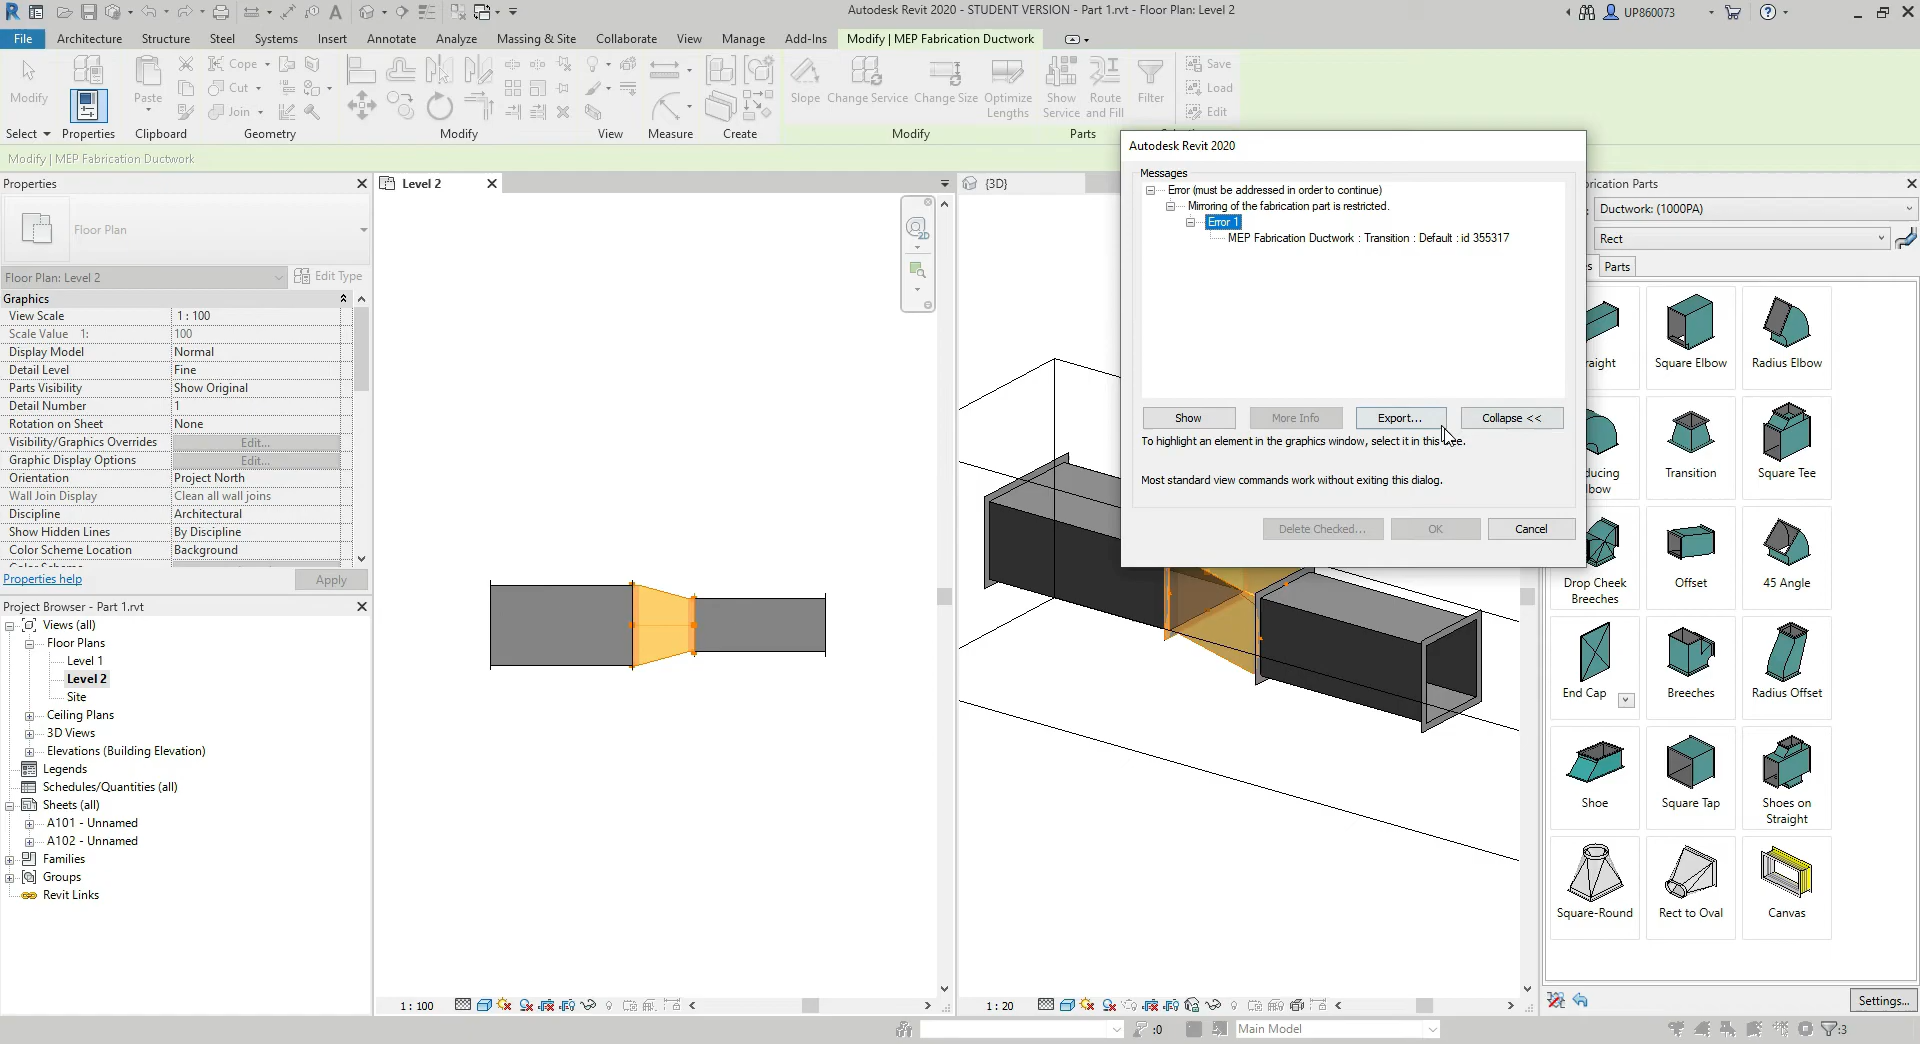 Autodesk Revit 2020 - STUDENT VERSION - Part 1.rvt - Floor Plan: Level 2
UP860073
File Architecture Structure Steel Systems Insert Annotate Analyze Massing & Site Collaborate View Manage Add-Ins Modify | MEP Fabrication Ductwork
Modify
Paste
Cope
Cut
Join
Slope Change Service Change Size Optimize Lengths Show Service Route and Fill Filter
Save
Load
Edit
Select Properties Clipboard Geometry Modify View Measure Create Modify Parts
Modify | MEP Fabrication Ductwork
Properties
Floor Plan
Floor Plan: Level 2
Edit Type
Graphics
View Scale 1 : 100
Scale Value 1: 100
Display Model Normal
Detail Level Fine
Parts Visibility Show Original
Detail Number 1
Rotation on Sheet None
Visibility/Graphics Overrides Edit...
Graphic Display Options Edit...
Orientation Project North
Wall Join Display Clean all wall joins
Discipline Architectural
Show Hidden Lines By Discipline
Color Scheme Location Background
Properties help
Apply
Project Browser - Part 1.rvt
Views (all)
Floor Plans
Level 1
Level 2
Site
Ceiling Plans
3D Views
Elevations (Building Elevation)
Legends
Schedules/Quantities (all)
Sheets (all)
A101 - Unnamed
A102 - Unnamed
Families
Groups
Revit Links
Level 2
{3D}
2D
1 : 100
1 : 20
Autodesk Revit 2020
Messages
Error (must be addressed in order to continue)
Mirroring of the fabrication part is restricted.
Error 1
MEP Fabrication Ductwork : Transition : Default : id 355317
Show
More Info
Export...
Collapse <<
To highlight an element in the graphics window, select it in this
Most standard view commands work without exiting this dialog.
Delete Checked...
OK
Cancel
rication Parts
Ductwork: (1000PA)
Rect
Parts
raight
Square Elbow
Radius Elbow
ducing
lbow
Transition
Square Tee
Drop Cheek
Breeches
Offset
45 Angle
End Cap
Breeches
Radius Offset
Shoe
Square Tap
Shoes on
Straight
Square-Round
Rect to Oval
Canvas
Settings...
:0
Main Model
:3